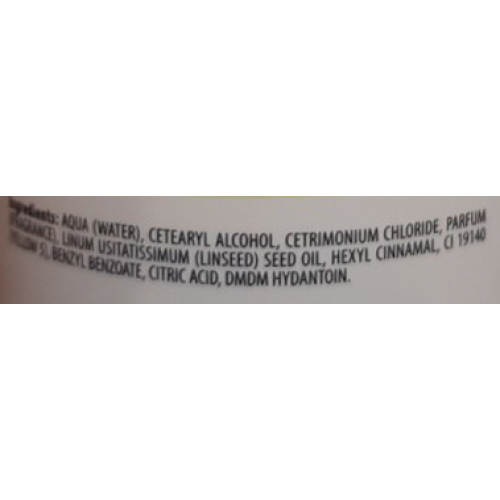 Ingredients: AQUA (WATER), CETEARYL ALCOHOL, CETRIMONIUM CHLORIDE, PARFUM
(FRAGRANCE), LINUM USITATISSIMUM (LINSEED) SEED OIL, HEXYL CINNAMAL, CI 19140
(YELLOW 5), BENZYL BENZOATE, CITRIC ACID, DMDM HYDANTOIN.